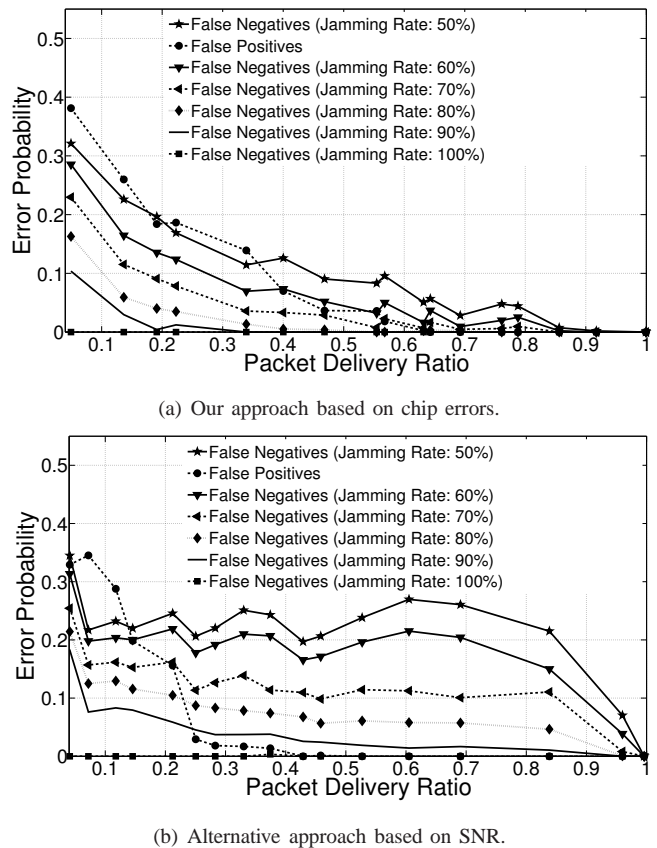 0.5
0.4
0.3
0.2
0.1
0
Error Probability
False Negatives (Jamming Rate: 50%)
False Positives
False Negatives (Jamming Rate: 60%)
False Negatives (Jamming Rate: 70%)
False Negatives (Jamming Rate: 80%)
False Negatives (Jamming Rate: 90%)
False Negatives (Jamming Rate: 100%)
0.1 0.2 0.3 0.4 0.5 0.6 0.7 0.8 0.9 1
Packet Delivery Ratio
(a) Our approach based on chip errors.
0.5
0.4
0.3
0.2
0.1
0
Error Probability
False Negatives (Jamming Rate: 50%)
False Positives
False Negatives (Jamming Rate: 60%)
False Negatives (Jamming Rate: 70%)
False Negatives (Jamming Rate: 80%)
False Negatives (Jamming Rate: 90%)
False Negatives (Jamming Rate: 100%)
0.1 0.2 0.3 0.4 0.5 0.6 0.7 0.8 0.9 1
Packet Delivery Ratio
(b) Alternative approach based on SNR.